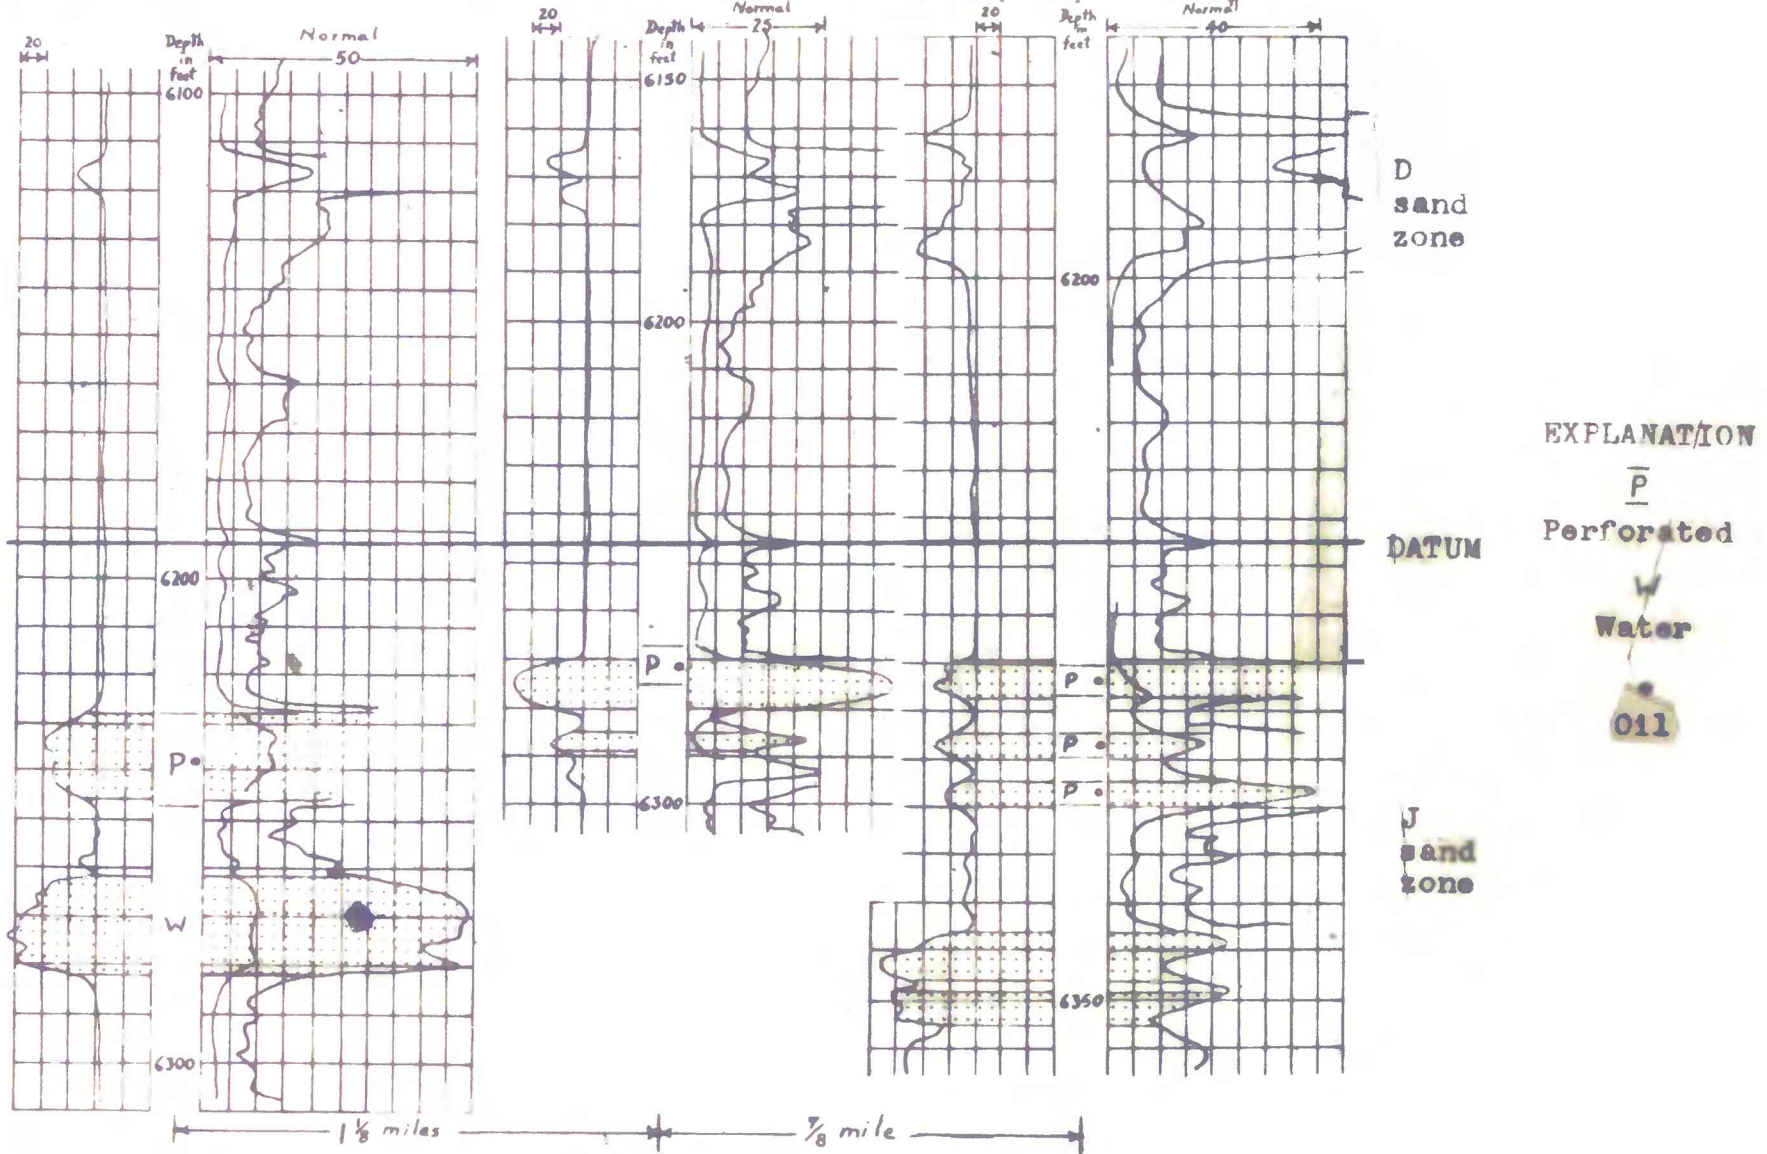 20
Depth
in
feet
Normal
50
6100
6200
P
W
6300
20
Depth
in
feet
Normal
25
6150
6200
P
6300
20
Depth
in
feet
Normal
40
6200
P
P
P
6350
D
sand
zone
DATUM
J
sand
zone
EXPLANATION
P
Perforated
W
Water
Oil
1 1/8 miles
7/8 mile